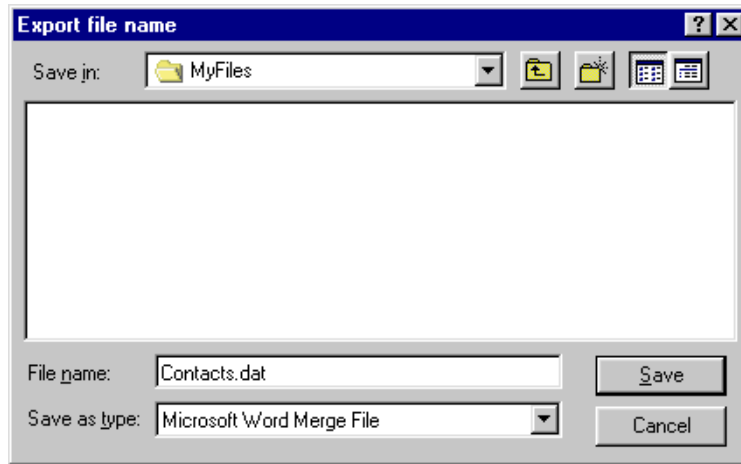 Export file name
Save in: MyFiles
File name: Contacts.dat Save
Save as type: Microsoft Word Merge File Cancel